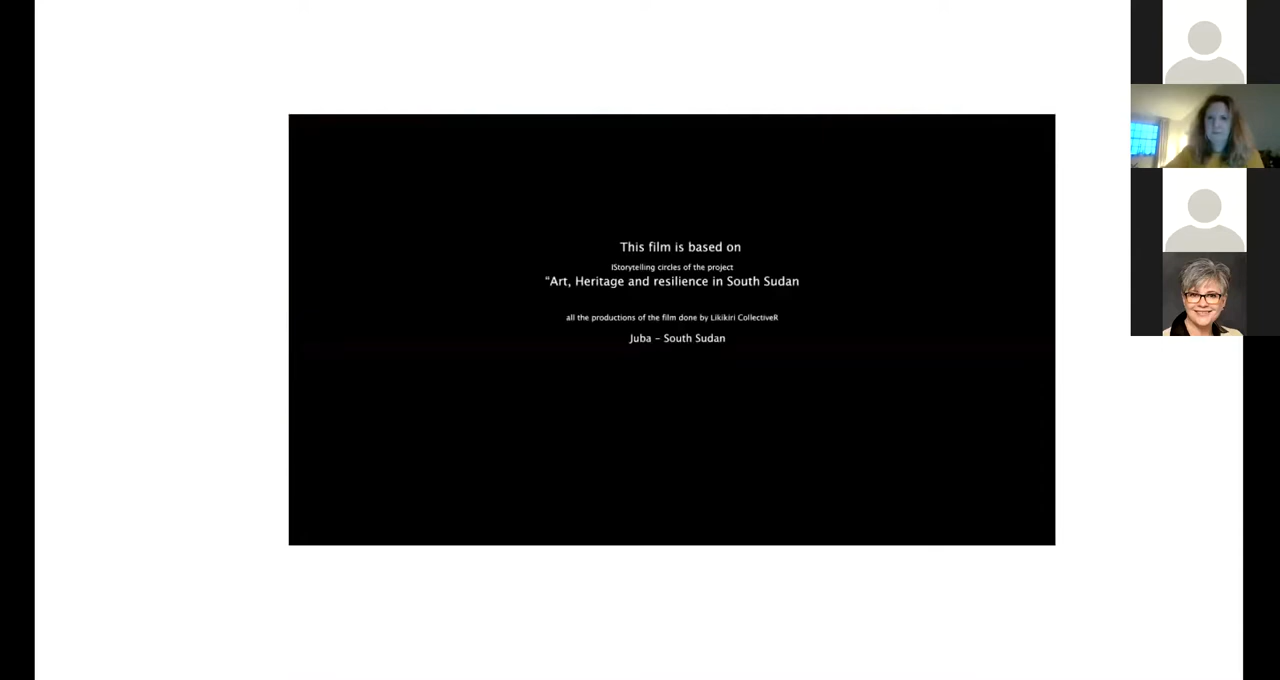 This film is based on
IStorytelling circles of the project
“Art, Heritage and resilience in South Sudan
all the productions of the film done by Likikiri CollectiveR
Juba – South Sudan